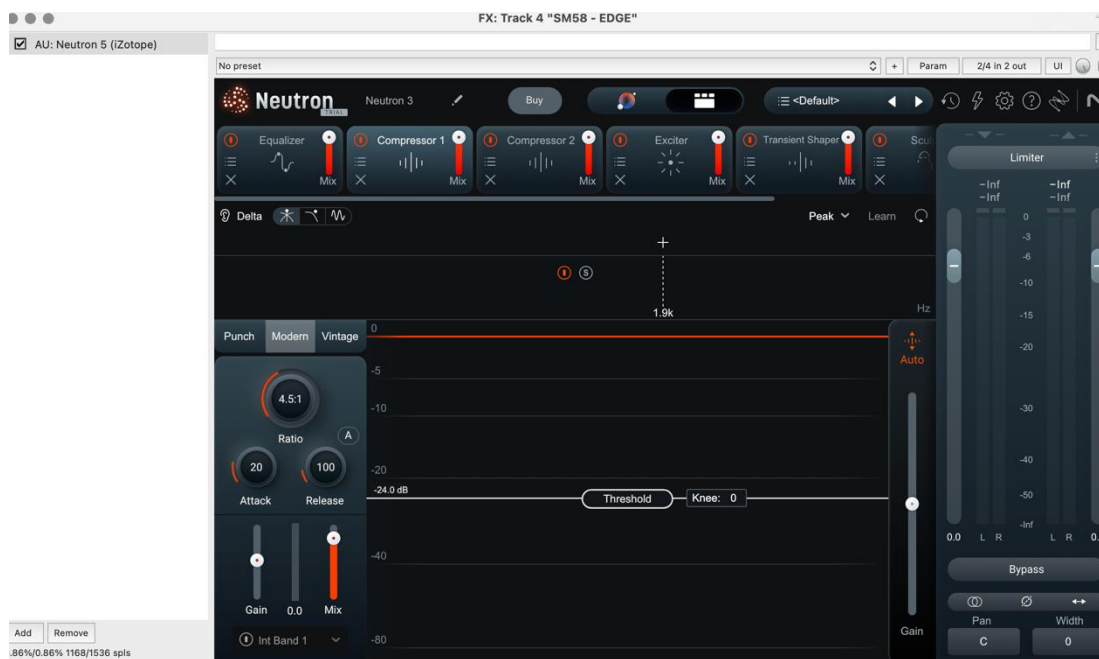 FX: Track 4 "SM58 - EDGE"
AU: Neutron 5 (iZotope)
No preset
+ Param 2/4 in 2 out UI
Neutron TRIAL Neutron 3 Buy <Default>
Equalizer Compressor 1 Compressor 2 Exciter Transient Shaper Scul
Mix Mix Mix Mix Mix
Limiter
Delta Peak Learn
-Inf -Inf
-Inf -Inf
S
1.9k Hz
Punch Modern Vintage
0
-5
-10
-20
-24.0 dB
-40
-80
4.5:1
Ratio A
20 100
Attack Release
Threshold Knee: 0
Gain 0.0 Mix
Int Band 1
Auto
Gain
0
-3
-6
-10
-15
-20
-30
-40
-50
-Inf
0.0 L R L R 0.
Bypass
Pan Width
C 0
Add Remove
.86%/0.86% 1168/1536 spls